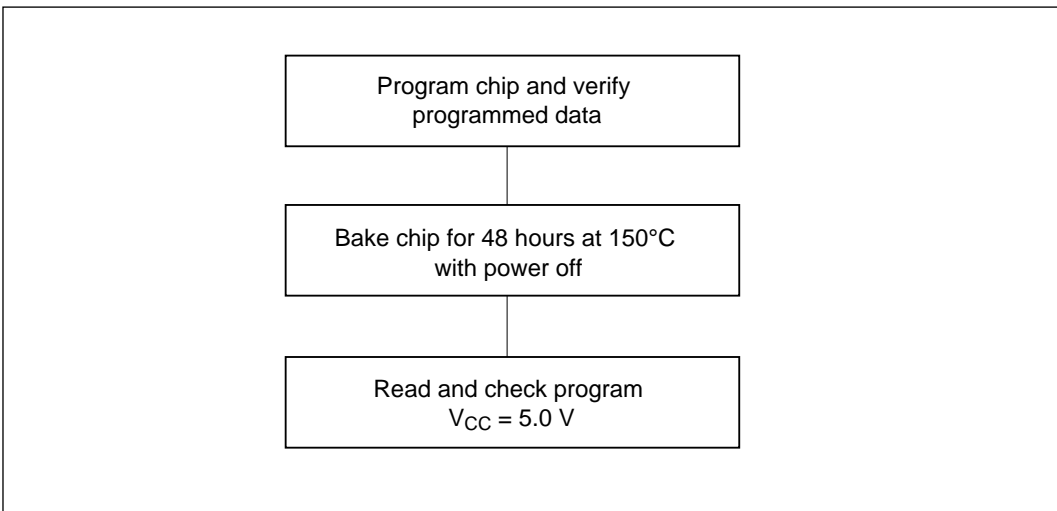 Program chip and verify
programmed data
Bake chip for 48 hours at 150°C
with power off
Read and check program
VCC = 5.0 V